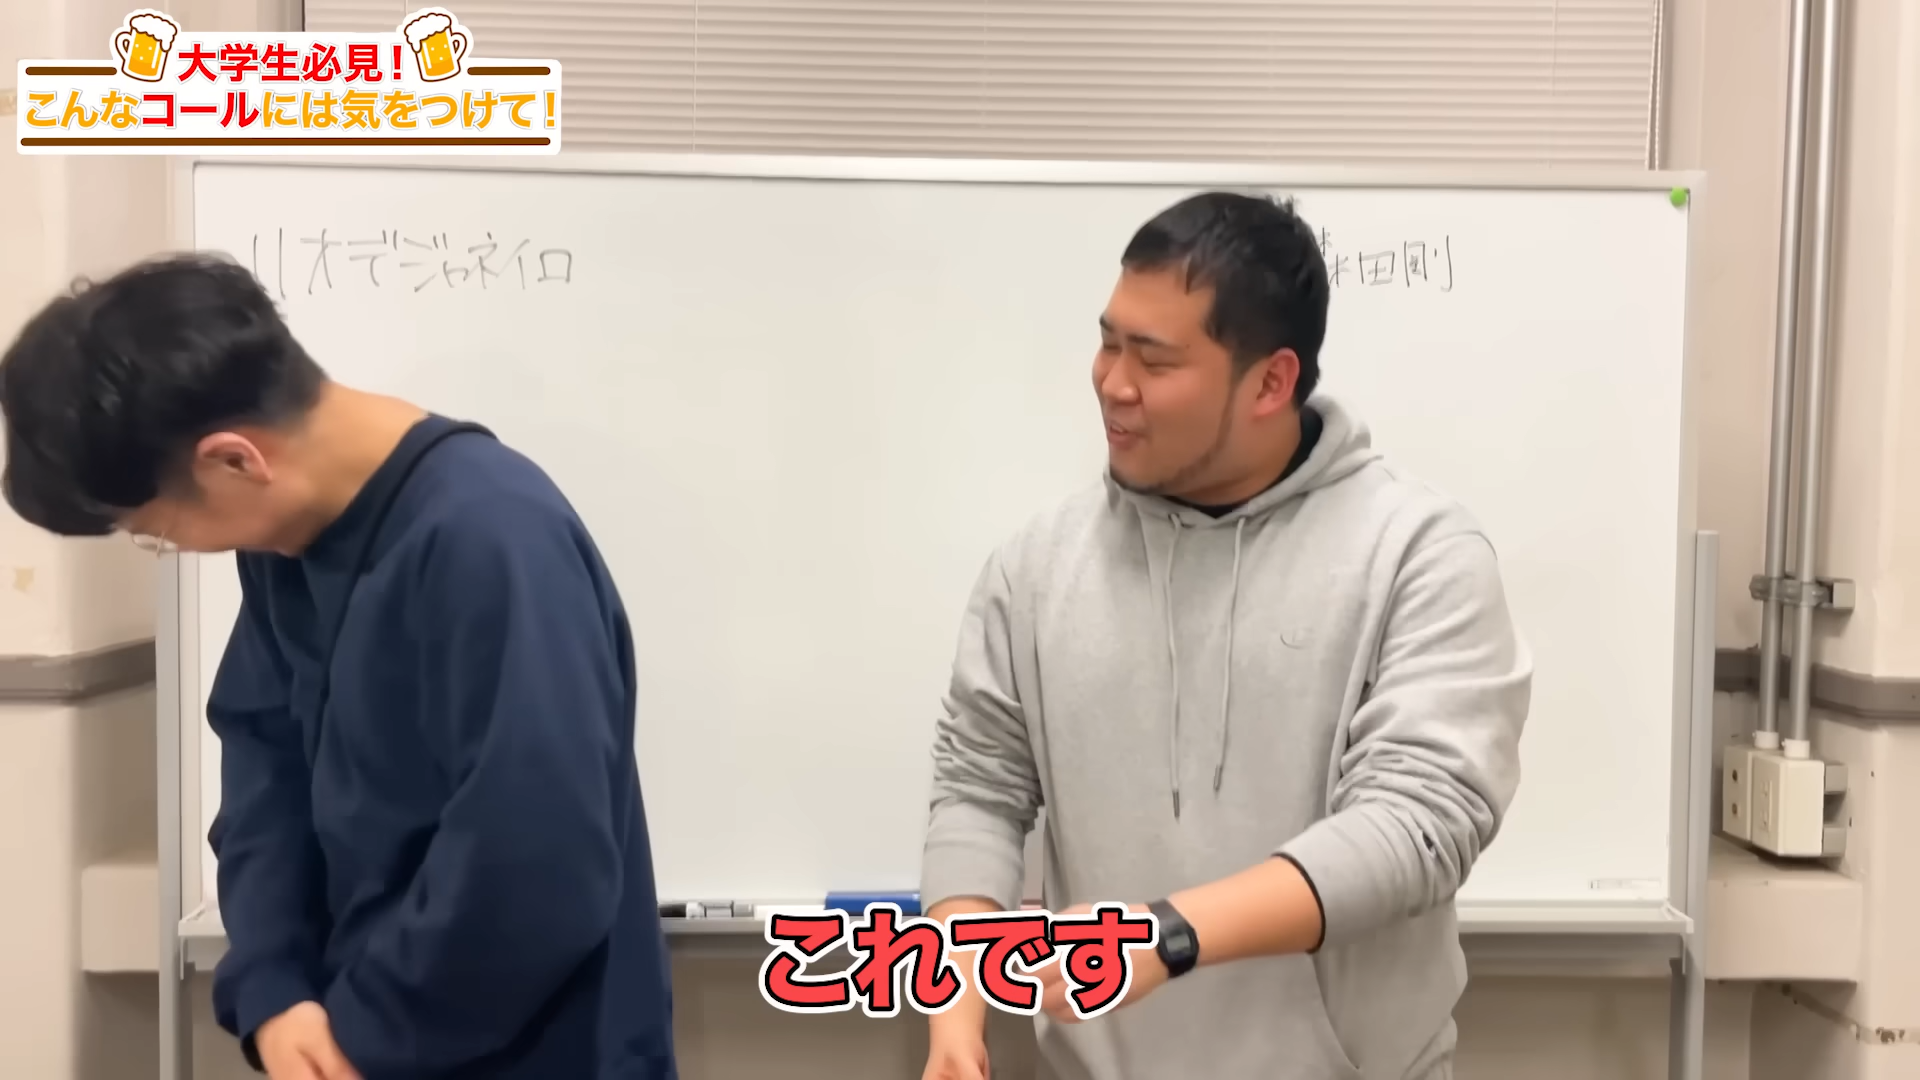 大学生必見!
こんなコールには気をつけて!
リオデジャネイロ
森田剛
これです